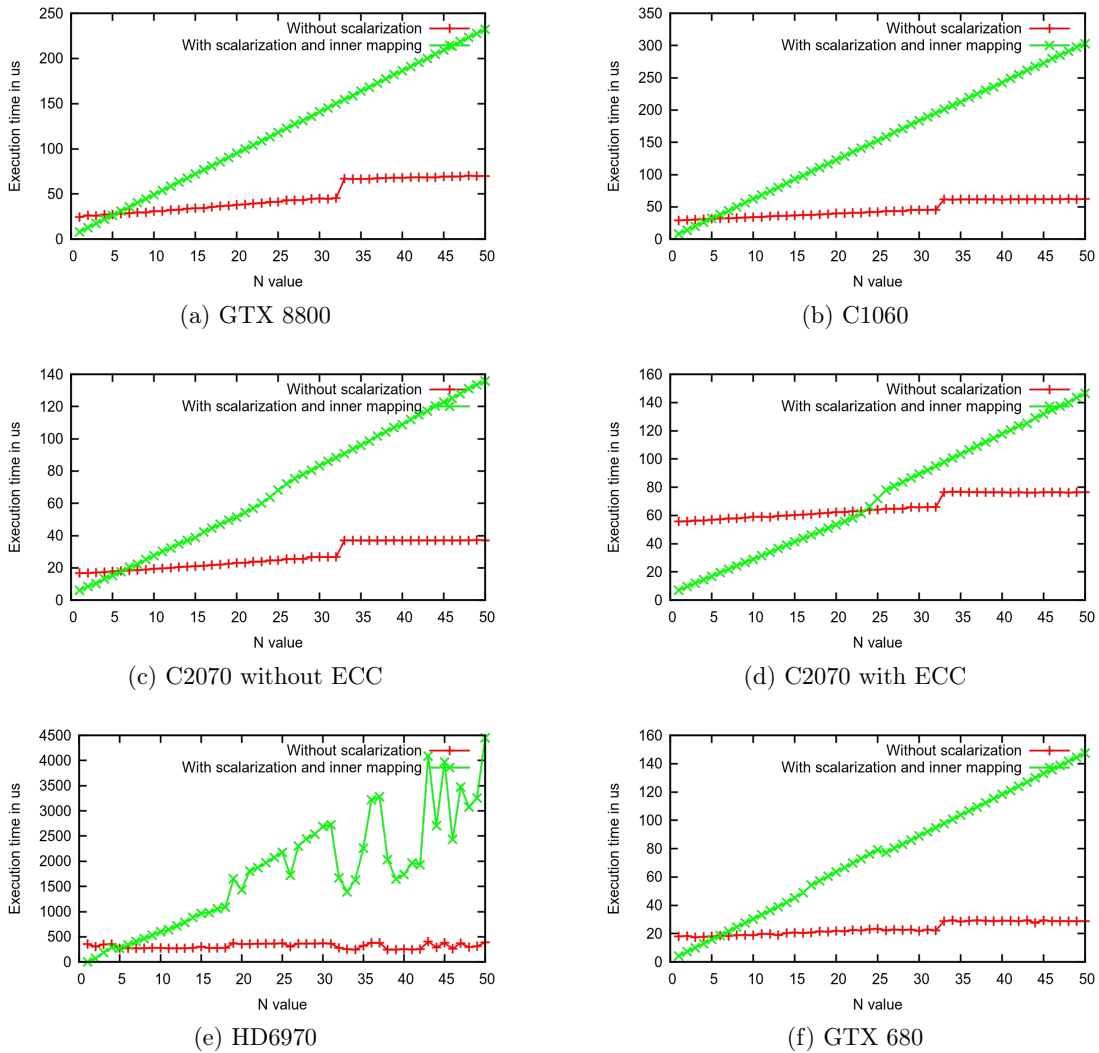 Without scalarization
With scalarization and inner mapping
Execution time in us
250
200
150
100
50
0
0 5 10 15 20 25 30 35 40 45 50
N value
(a) GTX 8800
Without scalarization
With scalarization and inner mapping
Execution time in us
350
300
250
200
150
100
50
0
0 5 10 15 20 25 30 35 40 45 50
N value
(b) C1060
Without scalarization
With scalarization and inner mapping
Execution time in us
140
120
100
80
60
40
20
0
0 5 10 15 20 25 30 35 40 45 50
N value
(c) C2070 without ECC
Without scalarization
With scalarization and inner mapping
Execution time in us
160
140
120
100
80
60
40
20
0
0 5 10 15 20 25 30 35 40 45 50
N value
(d) C2070 with ECC
Without scalarization
With scalarization and inner mapping
Execution time in us
4500
4000
3500
3000
2500
2000
1500
1000
500
0
0 5 10 15 20 25 30 35 40 45 50
N value
(e) HD6970
Without scalarization
With scalarization and inner mapping
Execution time in us
160
140
120
100
80
60
40
20
0
0 5 10 15 20 25 30 35 40 45 50
N value
(f) GTX 680